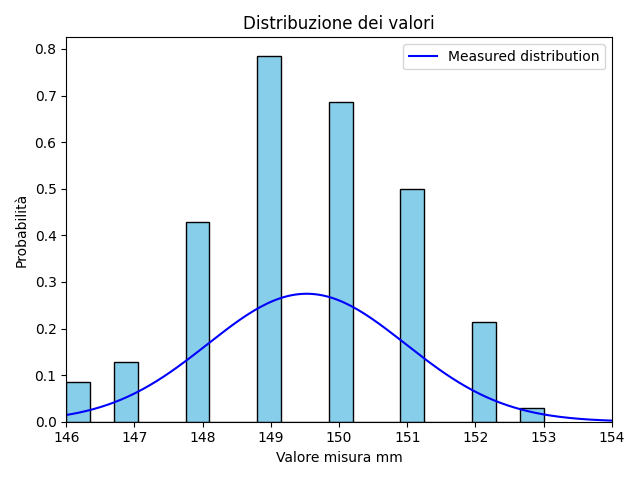 Distribuzione dei valori
Measured distribution
0.8
0.7
0.6
0.5
0.4
0.3
0.2
0.1
0.0
Probabilità
146 147 148 149 150 151 152 153 154
Valore misura mm